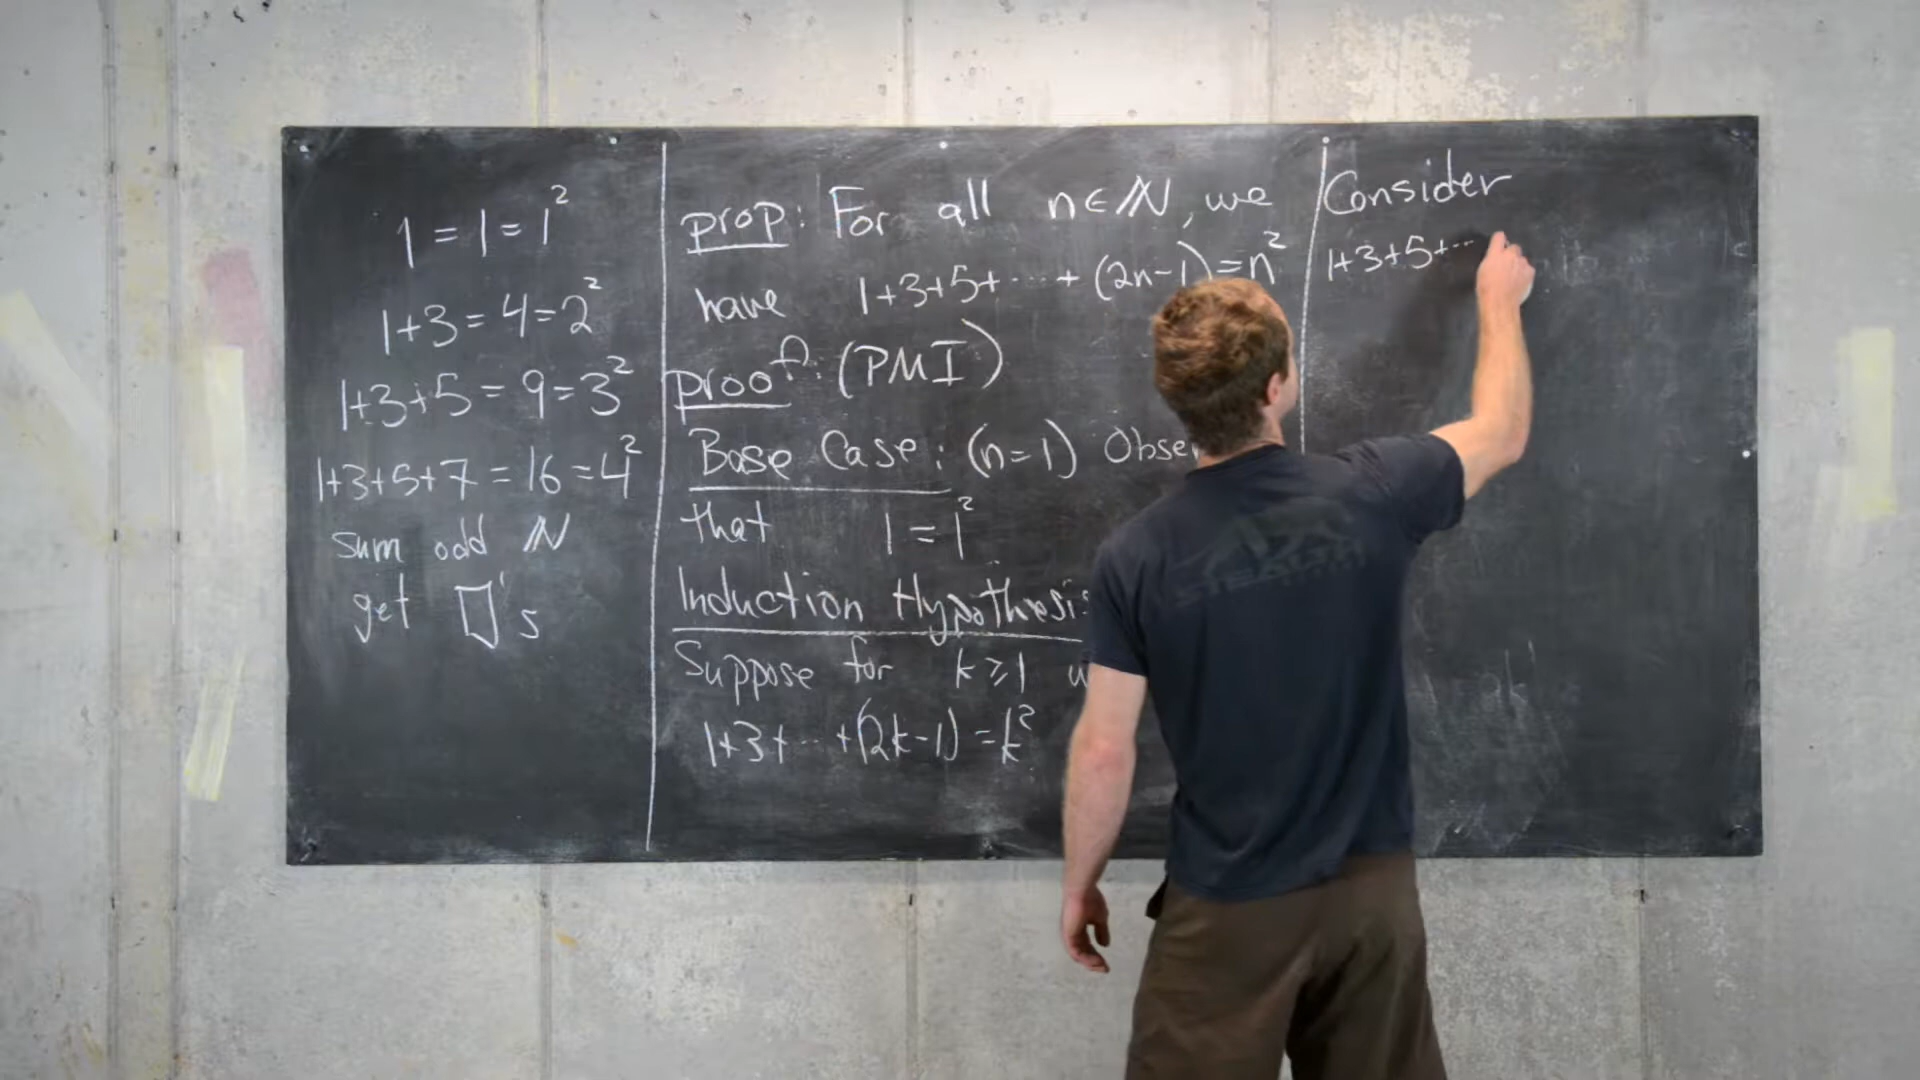 1 = 1 = 1²
1+3 = 4 = 2²
1+3+5 = 9 = 3²
1+3+5+7 = 16 = 4²
sum odd ℕ
get □'s
prop: For all n∈ℕ, we
have 1+3+5+⋯+(2n-1)=n²
proof: (PMI)
Base Case: (n=1) Obser
that 1 = 1²
Induction Hypothesis
Suppose for k ≥ 1
1+3+⋯+(2k-1) = k²
Consider
1+3+5+⋯